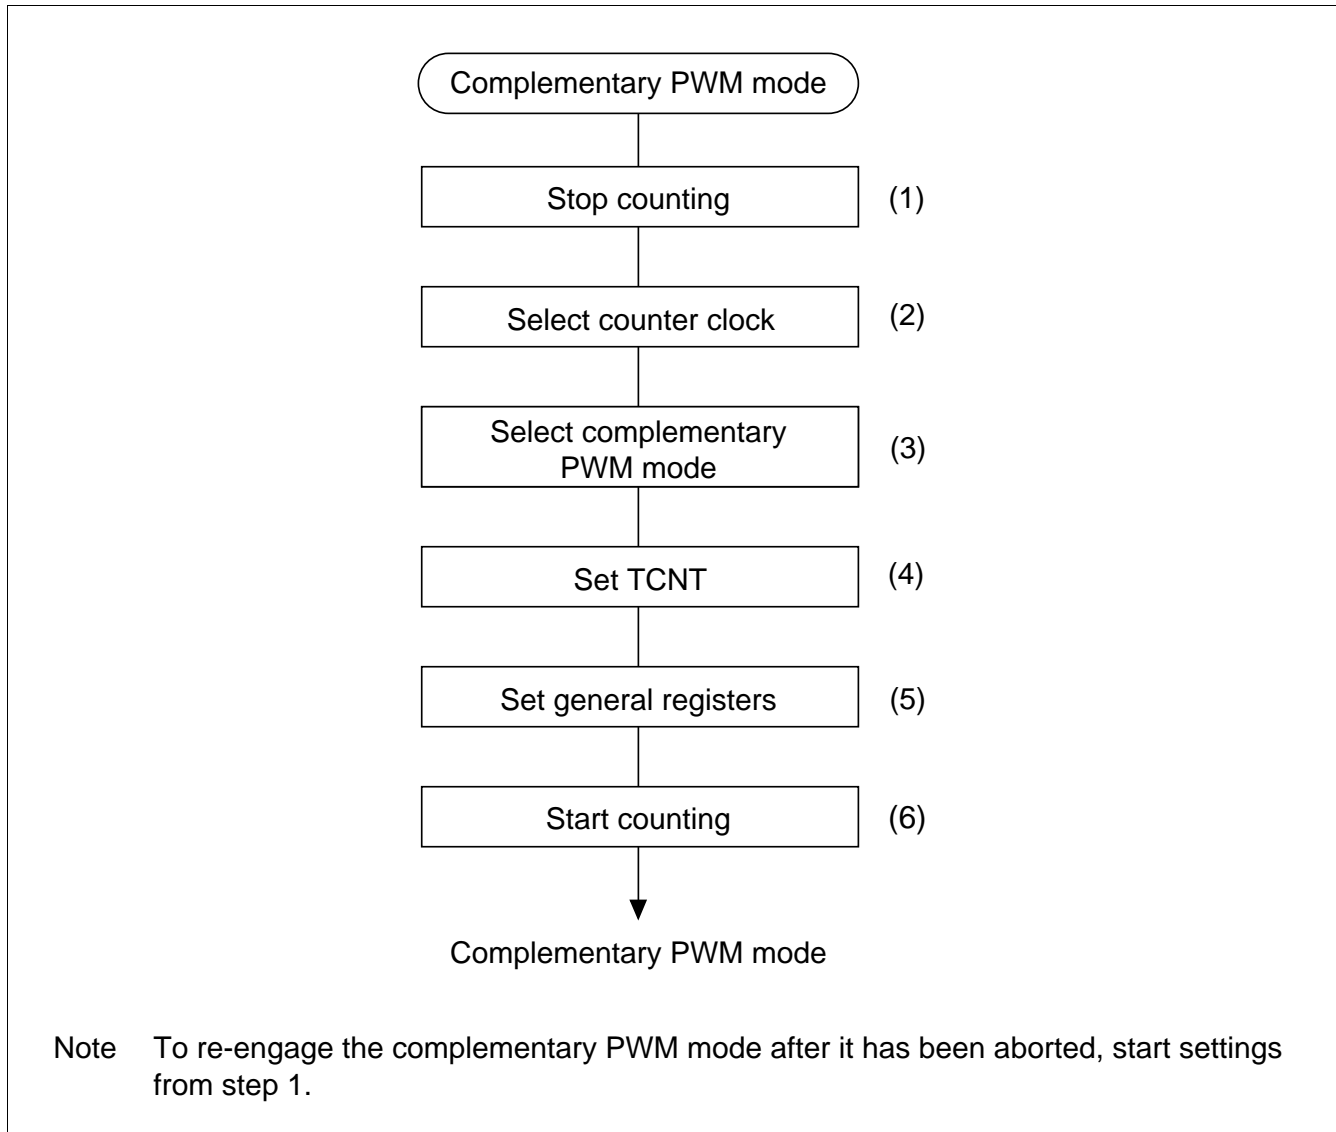 Complementary PWM mode
Stop counting (1)
Select counter clock (2)
Select complementary
PWM mode (3)
Set TCNT (4)
Set general registers (5)
Start counting (6)
Complementary PWM mode
Note To re-engage the complementary PWM mode after it has been aborted, start settings
from step 1.